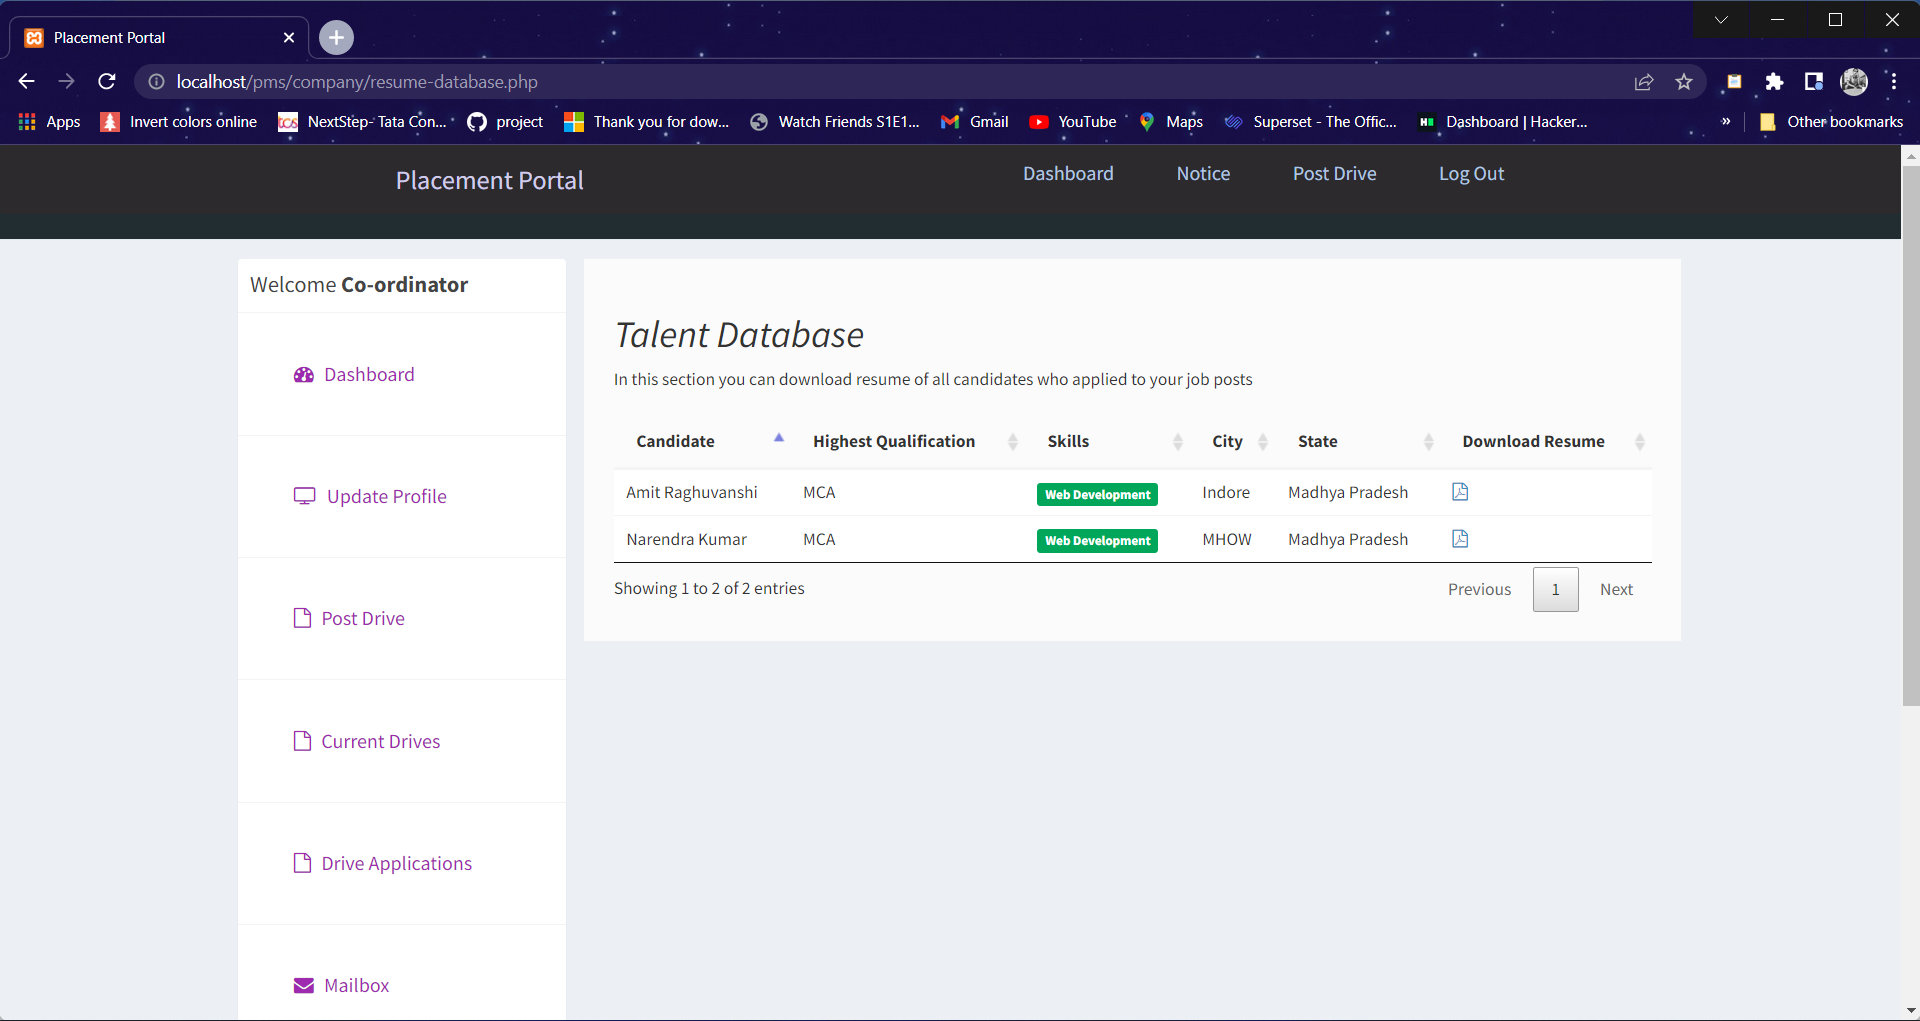 Placement Portal
localhost/pms/company/resume-database.php
Apps Invert colors online NextStep- Tata Con... project Thank you for dow... Watch Friends S1E1... Gmail YouTube Maps Superset - The Offic... Dashboard | Hacker... » Other bookmarks
Placement Portal Dashboard Notice Post Drive Log Out
Welcome Co-ordinator
Dashboard
Update Profile
Post Drive
Current Drives
Drive Applications
Mailbox
Talent Database
In this section you can download resume of all candidates who applied to your job posts
Candidate Highest Qualification Skills City State Download Resume
Amit Raghuvanshi MCA Web Development Indore Madhya Pradesh
Narendra Kumar MCA Web Development MHOW Madhya Pradesh
Showing 1 to 2 of 2 entries Previous 1 Next